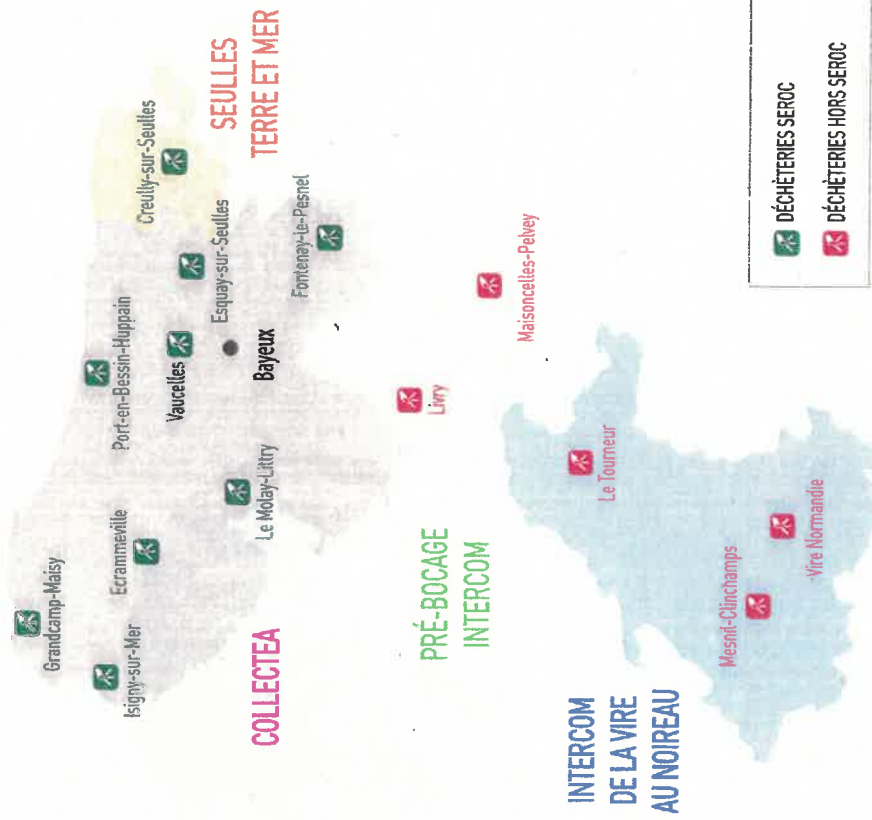 Grandcamp-Maisy
Isigny-sur-Mer
Ecrammeville
Port-en-Bessin-Huppain
Creully-sur-Seulles
Vaucelles
Esquay-sur-Seulles
Le Molay-Littry
Bayeux
Fontenay-le-Pesnel
SEULLES
TERRE ET MER
COLLECTEA
Livry
Maisoncelles-Pelvey
PRÉ-BOCAGE
INTERCOM
Le Tourneur
INTERCOM
DE LA VIRE
AU NOIREAU
Mesnil-Clinchamps
Vire Normandie
DÉCHÈTERIES SEROC
DÉCHÈTERIES HORS SEROC